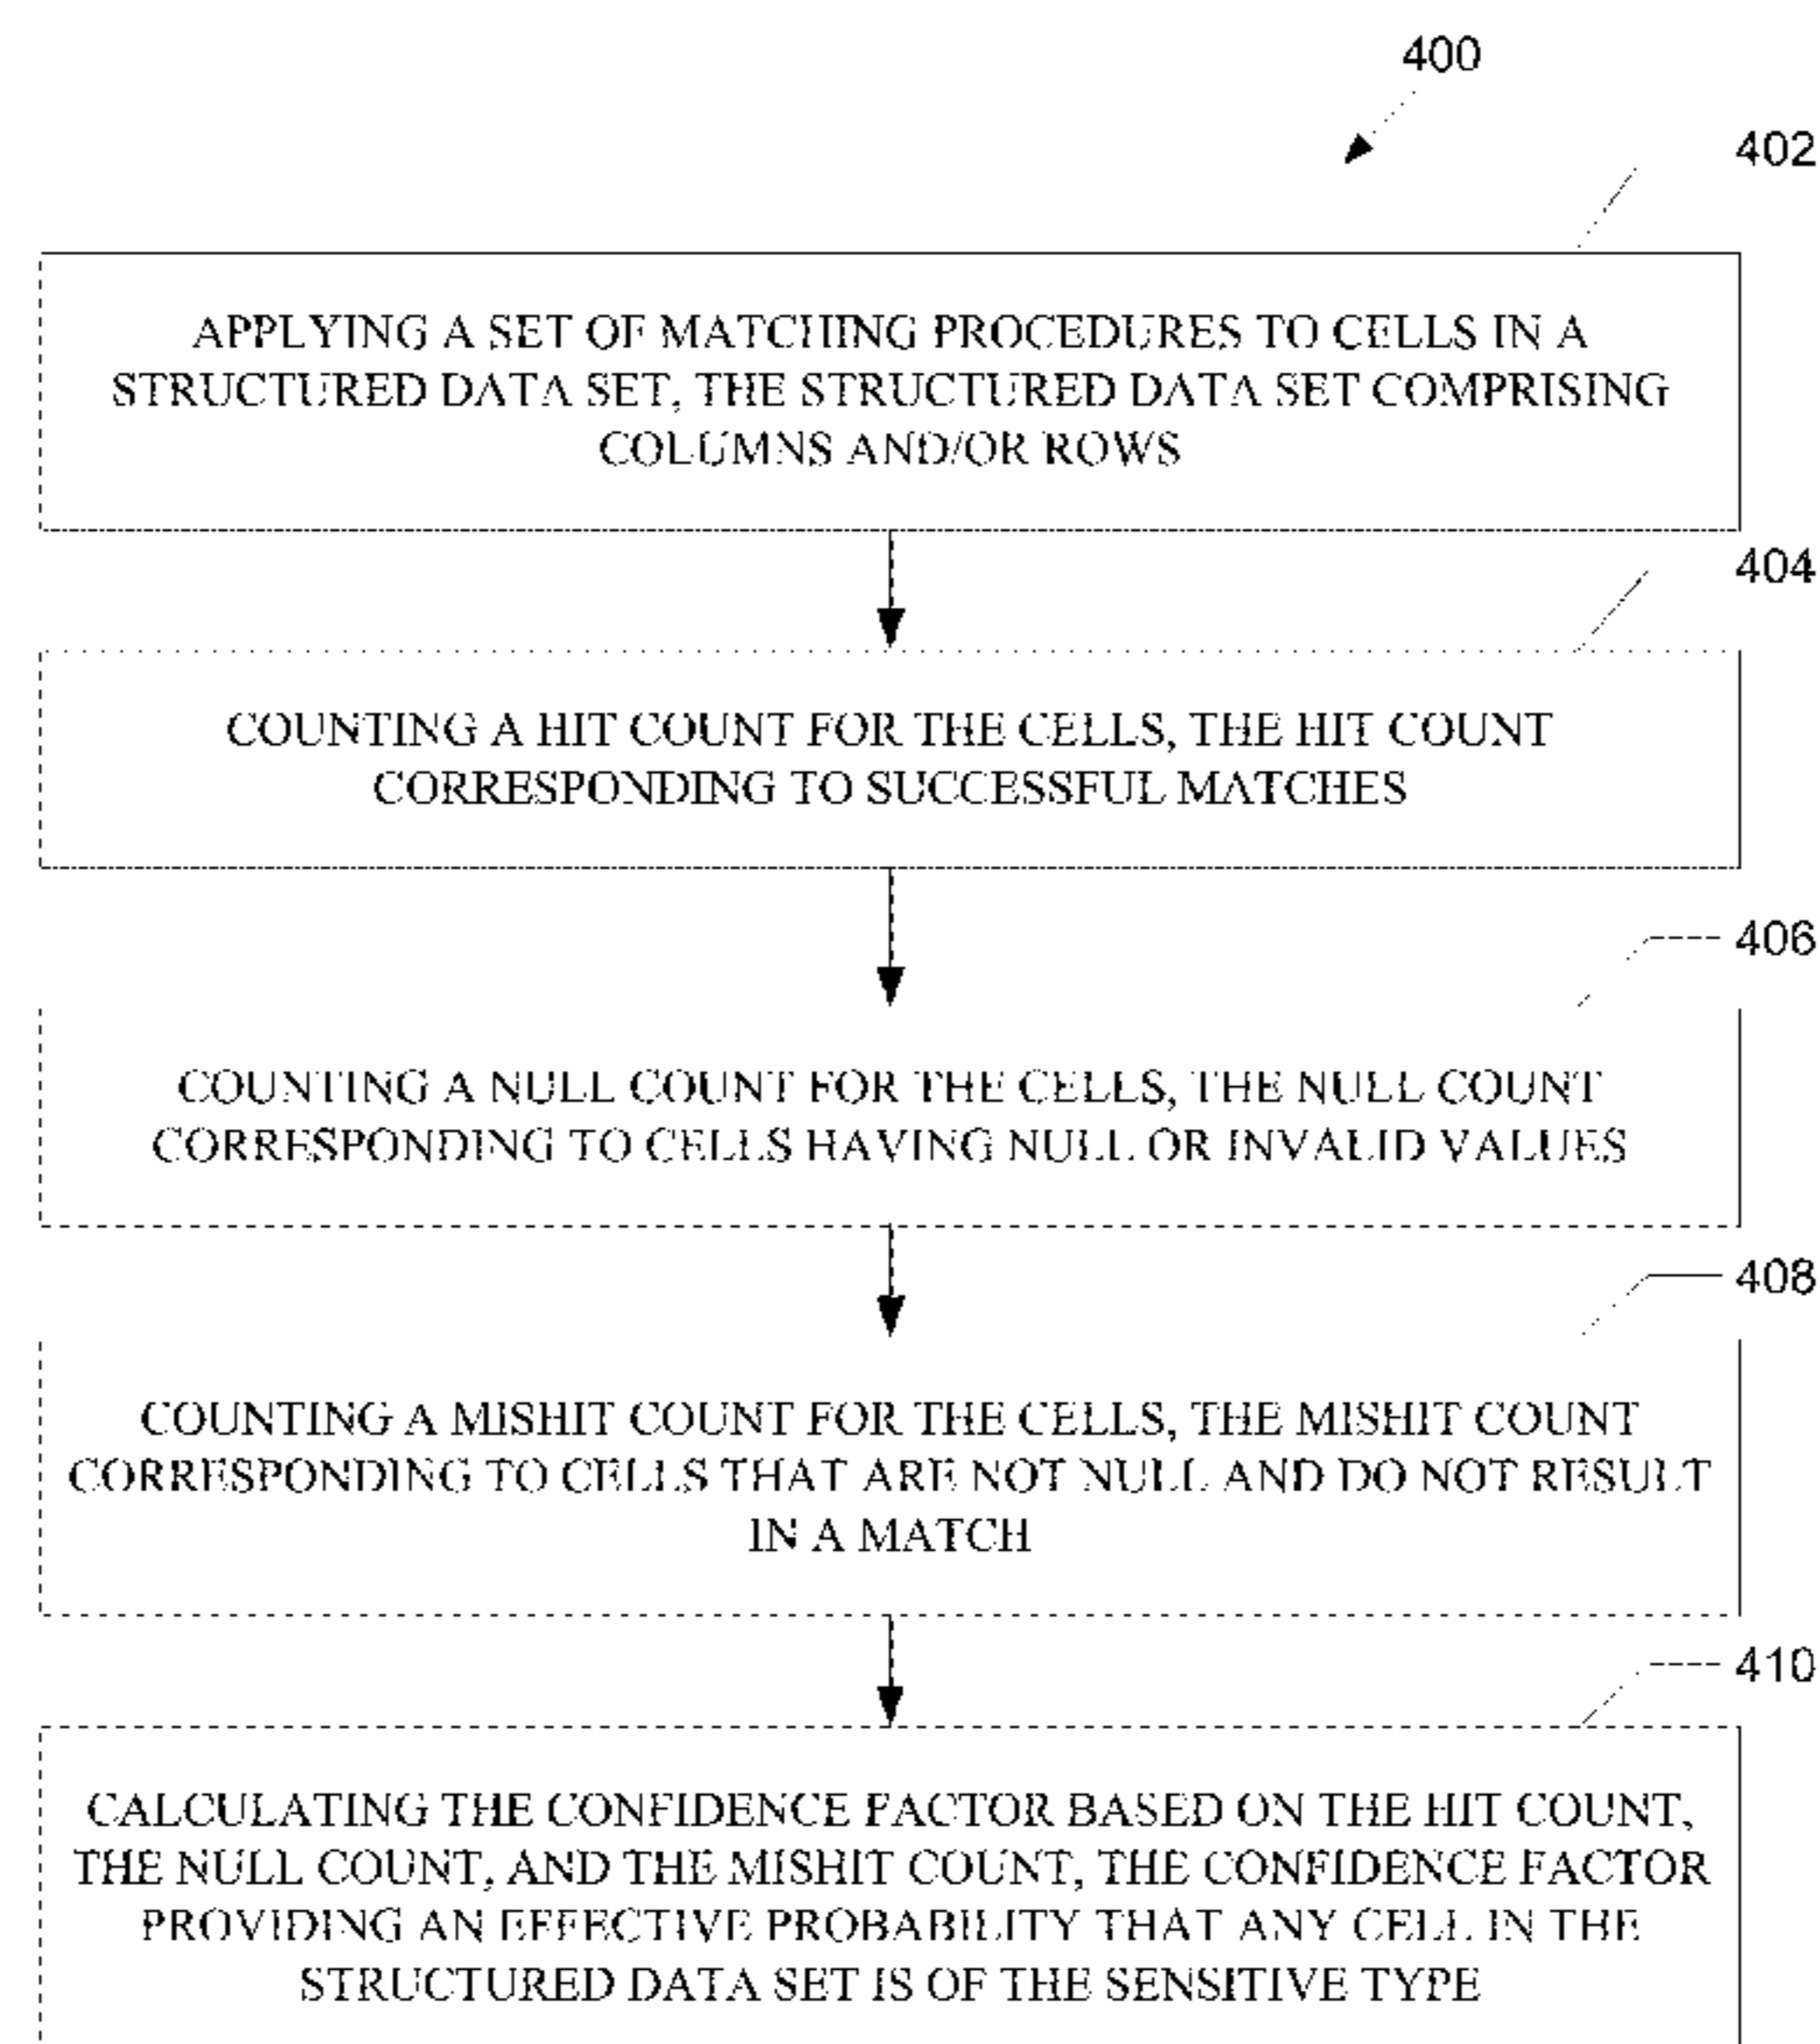 400
402
APPLYING A SET OF MATCHING PROCEDURES TO CELLS IN A
STRUCTURED DATA SET, THE STRUCTURED DATA SET COMPRISING
COLUMNS AND/OR ROWS
404
COUNTING A HIT COUNT FOR THE CELLS, THE HIT COUNT
CORRESPONDING TO SUCCESSFUL MATCHES
406
COUNTING A NULL COUNT FOR THE CELLS, THE NULL COUNT
CORRESPONDING TO CELLS HAVING NULL OR INVALID VALUES
408
COUNTING A MISHIT COUNT FOR THE CELLS, THE MISHIT COUNT
CORRESPONDING TO CELLS THAT ARE NOT NULL AND DO NOT RESULT
IN A MATCH
410
CALCULATING THE CONFIDENCE FACTOR BASED ON THE HIT COUNT,
THE NULL COUNT, AND THE MISHIT COUNT, THE CONFIDENCE FACTOR
PROVIDING AN EFFECTIVE PROBABILITY THAT ANY CELL IN THE
STRUCTURED DATA SET IS OF THE SENSITIVE TYPE